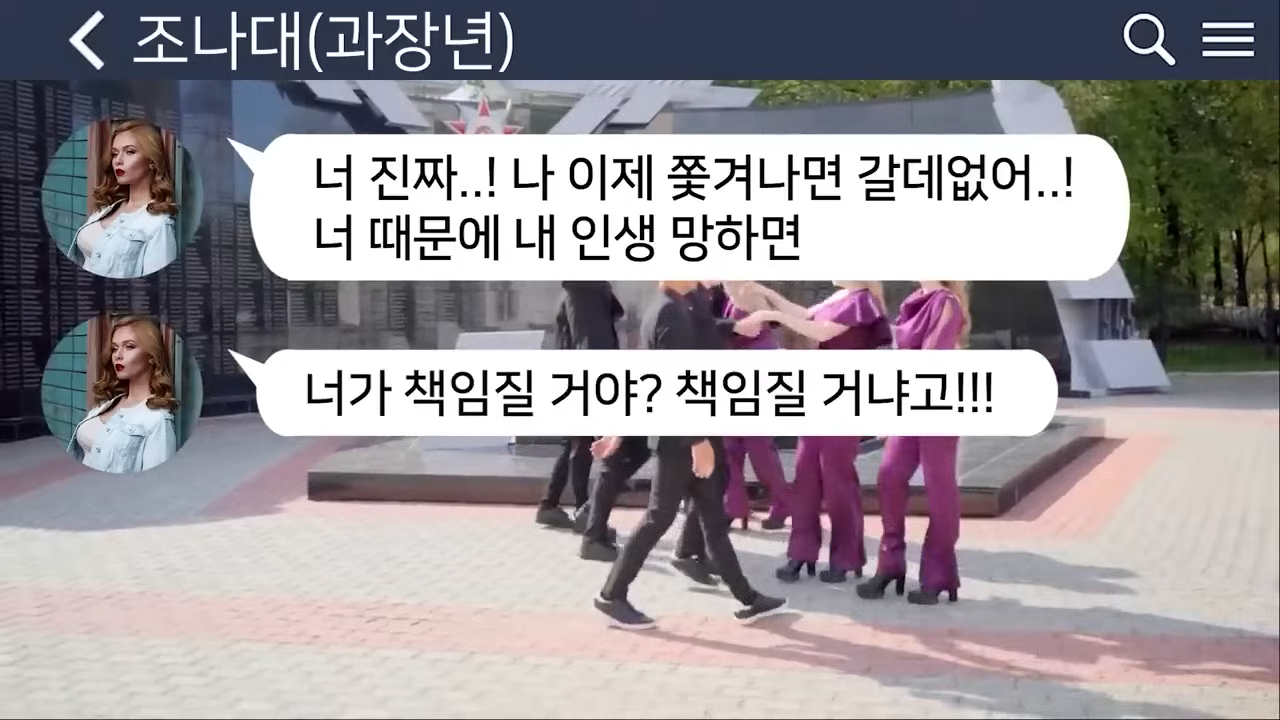 조나대(과장년)
너 진짜..! 나 이제 쫓겨나면 갈데없어..!
너 때문에 내 인생 망하면
너가 책임질 거야? 책임질 거냐고!!!